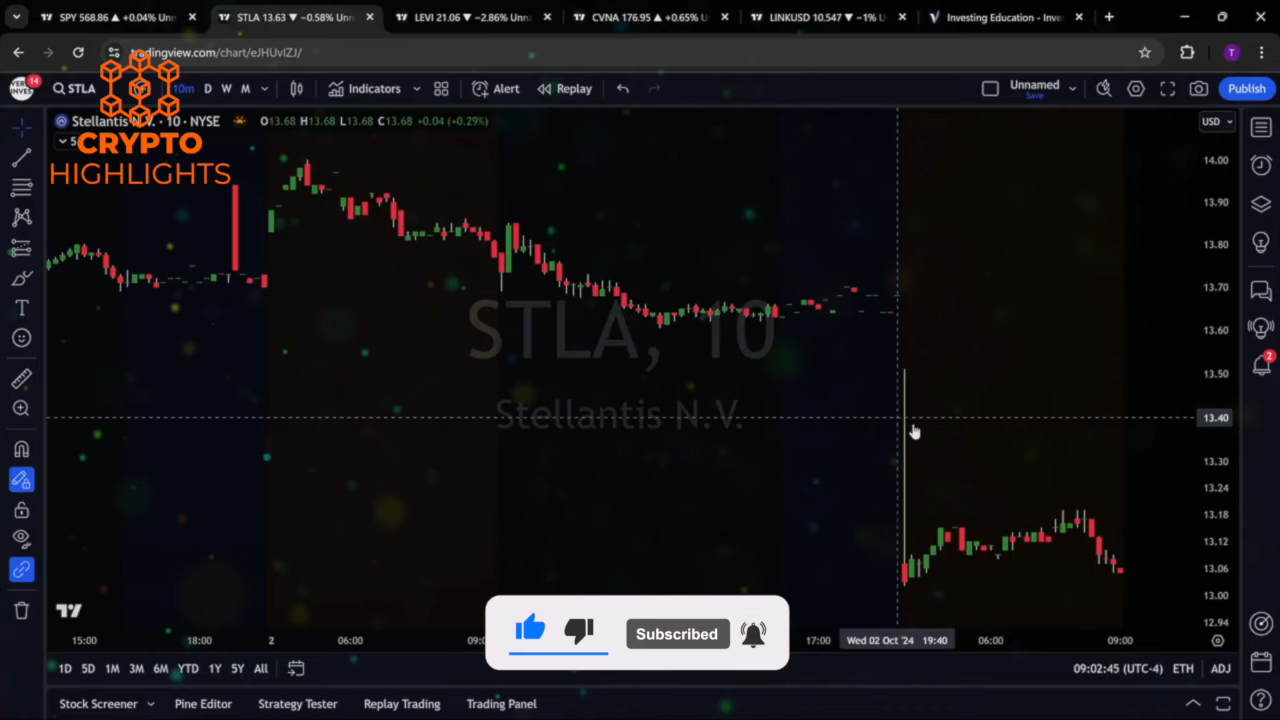 SPY 568.86 ▲ +0.04% Unn
STLA 13.63 ▼ −0.58% Unn
LEVI 21.06 ▼ −2.86% Unna
CVNA 176.95 ▲ +0.65% U
LINKUSD 10.547 ▼ −1% U
Investing Education - Inve
tradingview.com/chart/eJHUvIZJ/
T
14
STLA
10m
D
W
M
Indicators
Alert
Replay
Unnamed
Save
Publish
Stellantis N.V. · 10 · NYSE
O13.68 H13.68 L13.68 C13.68 +0.04 (+0.29%)
USD
5
CRYPTO
HIGHLIGHTS
14.00
13.90
13.80
13.70
13.60
13.50
13.40
13.30
13.24
13.18
13.12
13.06
13.00
12.94
STLA, 10
Stellantis N.V.
2
Subscribed
15:00
18:00
2
06:00
09:0
17:00
Wed 02 Oct '24 19:40
06:00
09:00
1D 5D 1M 3M 6M YTD 1Y 5Y All
09:02:45 (UTC-4) ETH ADJ
Stock Screener
Pine Editor
Strategy Tester
Replay Trading
Trading Panel